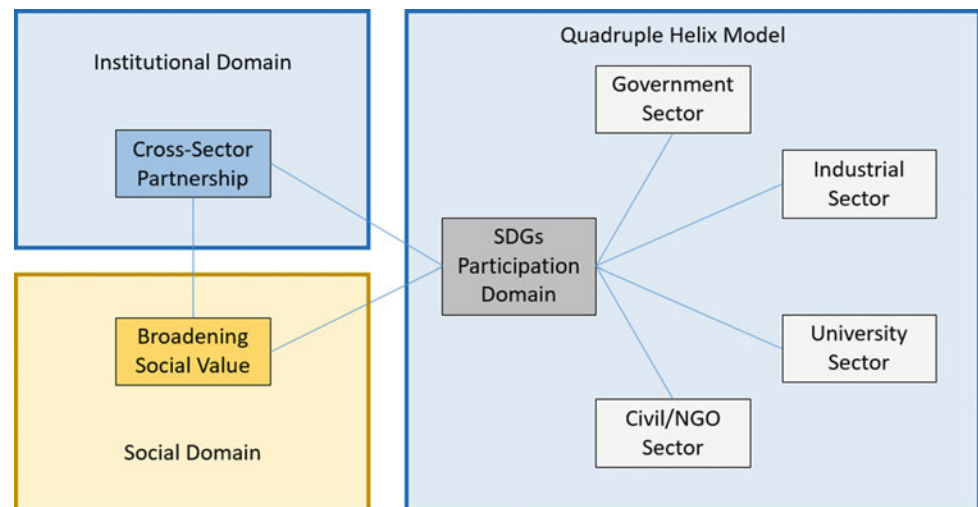 Institutional Domain
Cross-Sector
Partnership
Broadening
Social Value
Social Domain
Quadruple Helix Model
Government
Sector
Industrial
Sector
SDGs
Participation
Domain
University
Sector
Civil/NGO
Sector